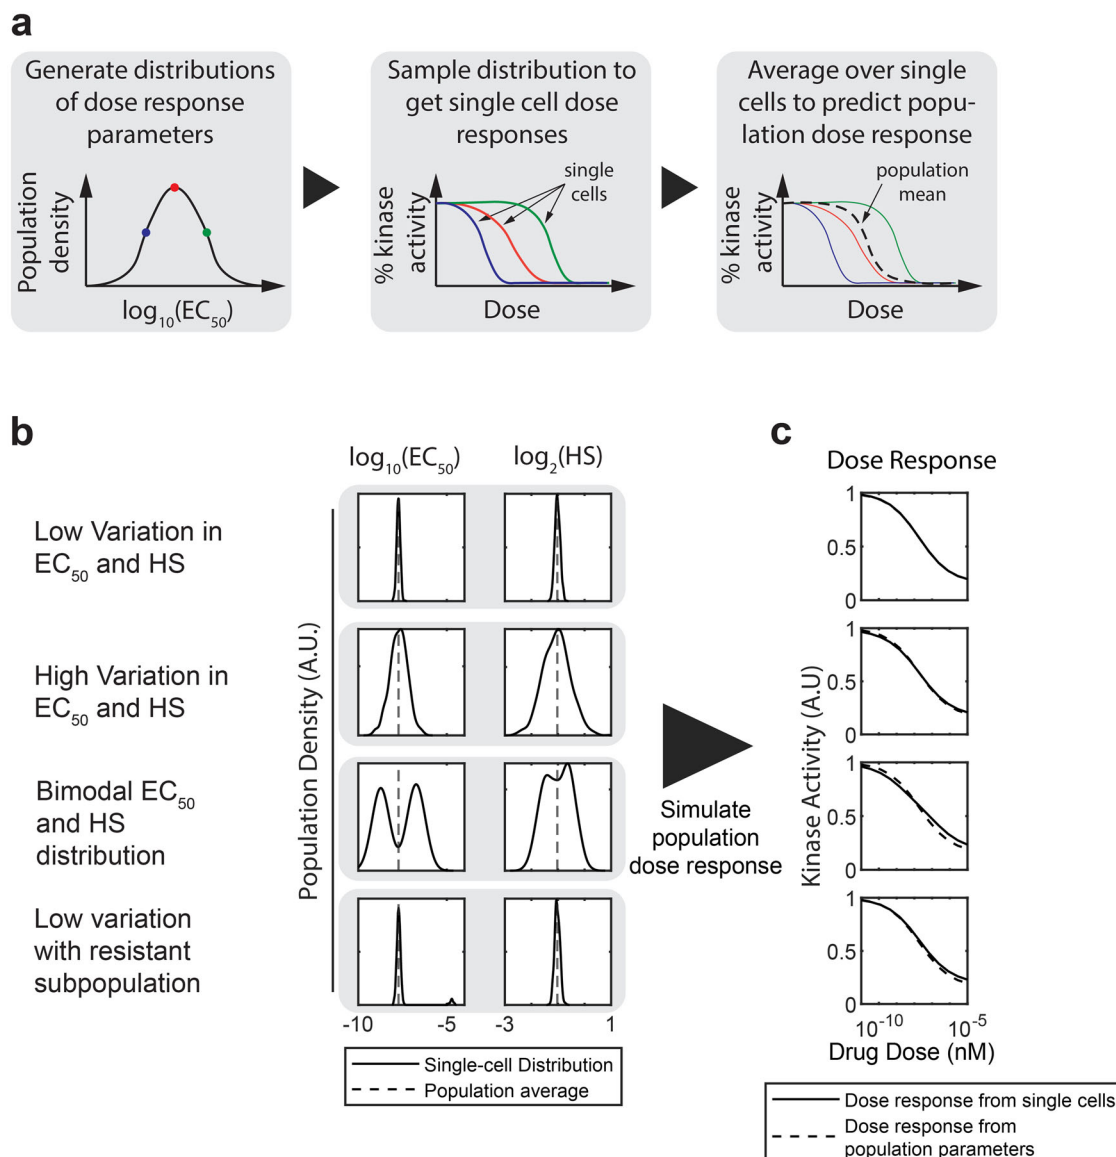 a
Generate distributions
of dose response
parameters
Population
density
log10(EC50)
Sample distribution to
get single cell dose
responses
single
cells
% kinase
activity
Dose
Average over single
cells to predict popu-
lation dose response
population
mean
% kinase
activity
Dose
b
log10(EC50)
log2(HS)
Low Variation in
EC50 and HS
High Variation in
EC50 and HS
Bimodal EC50
and HS
distribution
Low variation
with resistant
subpopulation
Population Density (A.U.)
-10
-5
-3
1
Single-cell Distribution
Population average
Simulate
population
dose response
c
Dose Response
Kinase Activity (A.U)
1
0.5
0
1
0.5
0
1
0.5
0
1
0.5
0
10-10
10-5
Drug Dose (nM)
Dose response from single cells
Dose response from
population parameters